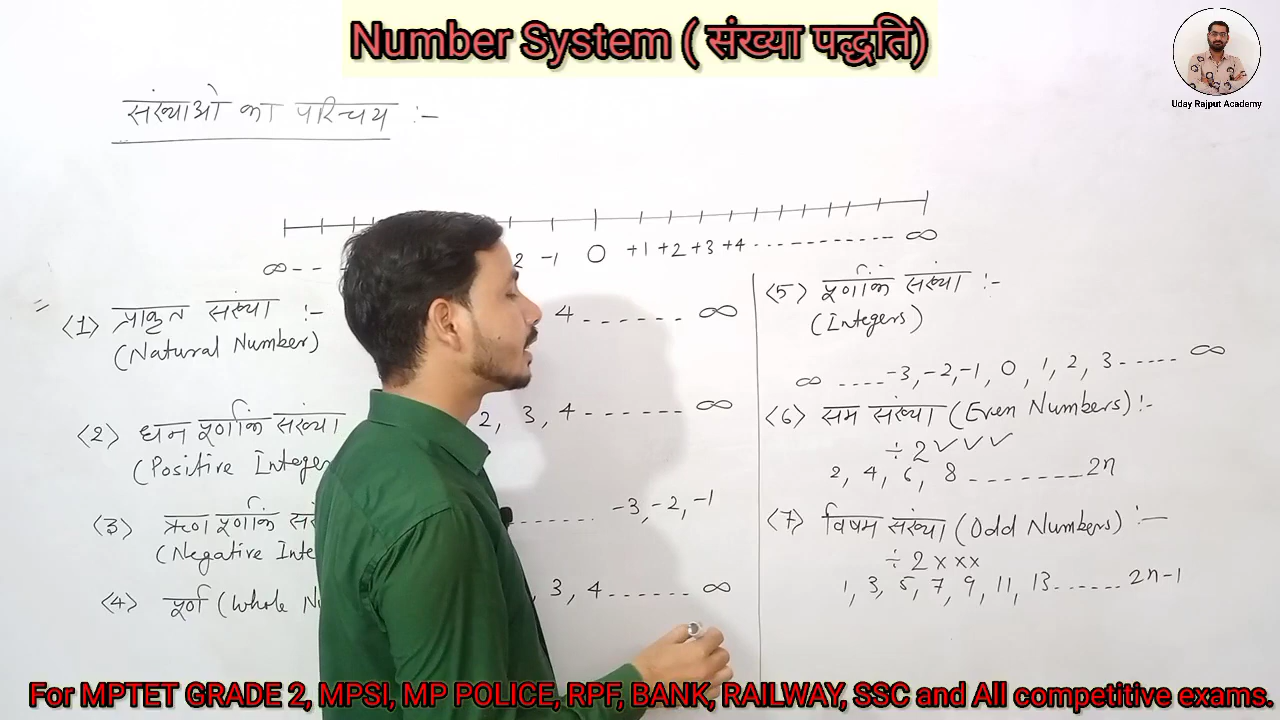 Number System ( संख्या पद्धति)
Uday Rajput Academy
संख्याओ का परिचय :-
∞-- 2 -1 0 +1 +2 +3 +4 ------------ ∞
<1> प्राकृत संख्या :- 4 ------ ∞
(Natural Number)
<2> धन पूर्णांक संख्या 2, 3, 4 ------- ∞
(Positive
<3> ऋण पूर्णांक ------ -3, -2, -1
(Negative
<4> पूर्ण (Whole , 3, 4 ------ ∞
<5> पूर्णांक संख्या :-
(Integers)
∞ ---- -3, -2, -1, 0, 1, 2, 3 ----- ∞
<6> सम संख्या (Even Numbers) :-
÷ 2 ✓ ✓ ✓
2, 4, 6, 8 -------- 2n
<7> विषम संख्या (Odd Numbers) :-
÷ 2 x x x
1, 3, 5, 7, 9, 11, 13 ------ 2n-1
For MPTET GRADE 2, MPSI, MP POLICE, RPF, BANK, RAILWAY, SSC and All competitive exams.